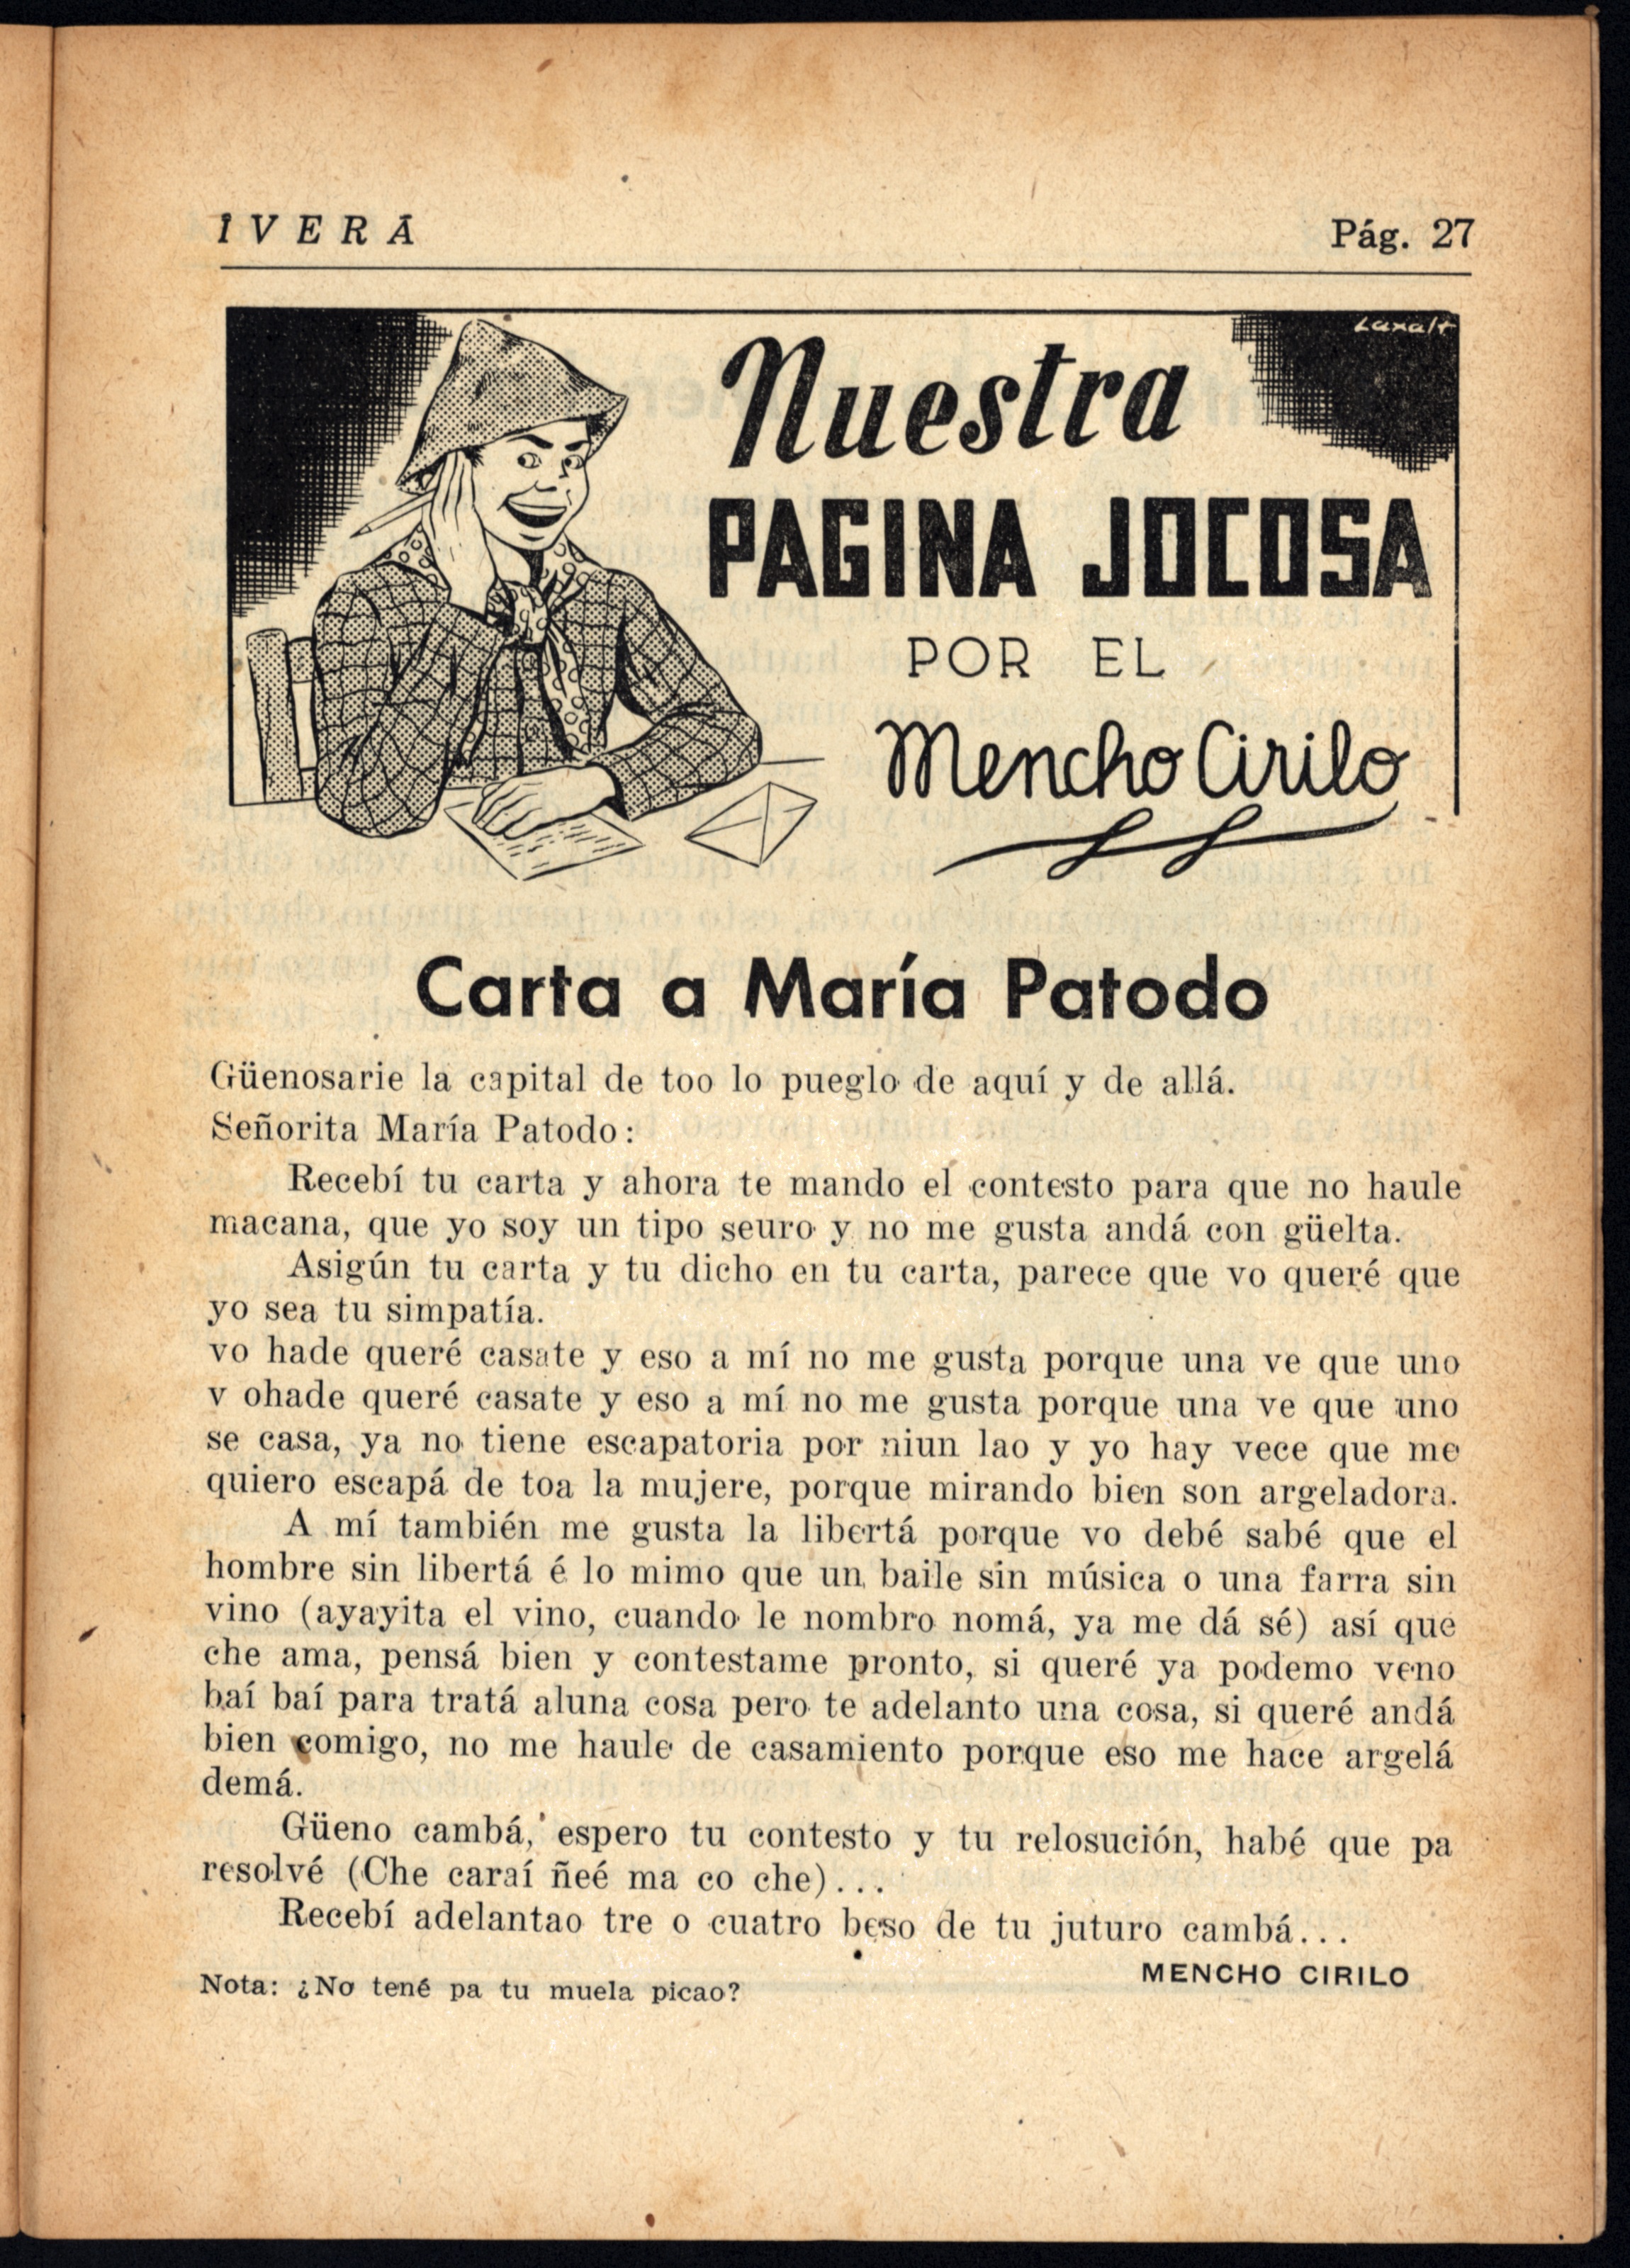 IVERÁ
Pág. 27
Laxalt
Nuestra
PAGINA JOCOSA
POR EL
Mencho Cirilo
Carta a María Patodo
Güenosarie la capital de too lo pueglo de aquí y de allá.
Señorita María Patodo:
Recebí tu carta y ahora te mando el contesto para que no haule
macana, que yo soy un tipo seuro y no me gusta andá con güelta.
Asigún tu carta y tu dicho en tu carta, parece que vo queré que
yo sea tu simpatía.
vo hade queré casate y eso a mí no me gusta porque una ve que uno
v ohade queré casate y eso a mí no me gusta porque una ve que uno
se casa, ya no tiene escapatoria por niun lao y yo hay vece que me
quiero escapá de toa la mujere, porque mirando bien son argeladora.
A mí también me gusta la libertá porque vo debé sabé que el
hombre sin libertá é lo mimo que un baile sin música o una farra sin
vino (ayayita el vino, cuando le nombro nomá, ya me dá sé) así que
che ama, pensá bien y contestame pronto, si queré ya podemo veno
baí baí para tratá aluna cosa pero te adelanto una cosa, si queré andá
bien comigo, no me haule de casamiento porque eso me hace argelá
demá.
Güeno cambá, espero tu contesto y tu relosución, habé que pa
resolvé (Che caraí ñeé ma co che)...
Recebí adelantao tre o cuatro beso de tu juturo cambá...
MENCHO CIRILO
Nota: ¿No tené pa tu muela picao?